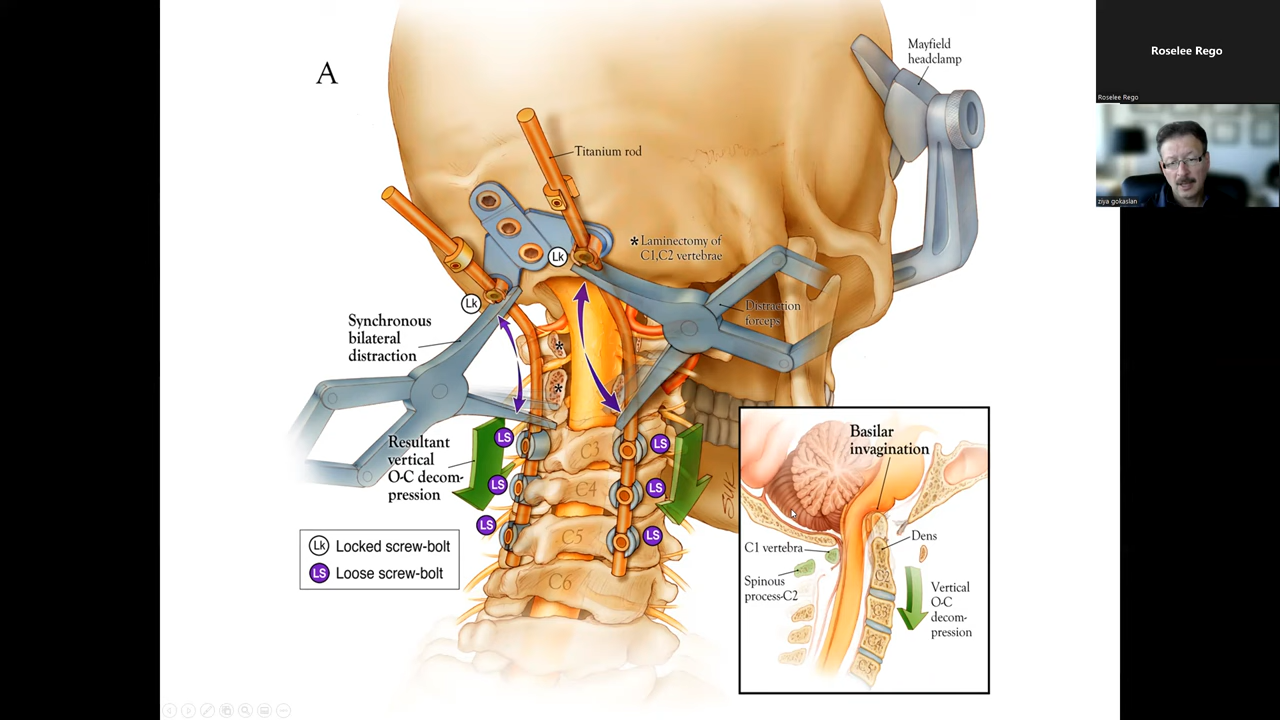 A
Mayfield
headclamp
Titanium rod
*Laminectomy of
C1,C2 vertebrae
Lk
Lk
Distraction
forceps
Synchronous
bilateral
distraction
*
*
Resultant
vertical
O-C decom-
pression
LS
LS
LS
LS
LS
LS
C3
C4
C5
C6
Lk Locked screw-bolt
LS Loose screw-bolt
Basilar
invagination
C1 vertebra
Spinous
process-C2
Dens
C2
Vertical
O-C
decom-
pression
Roselee Rego
Roselee Rego
ziya gokaslan